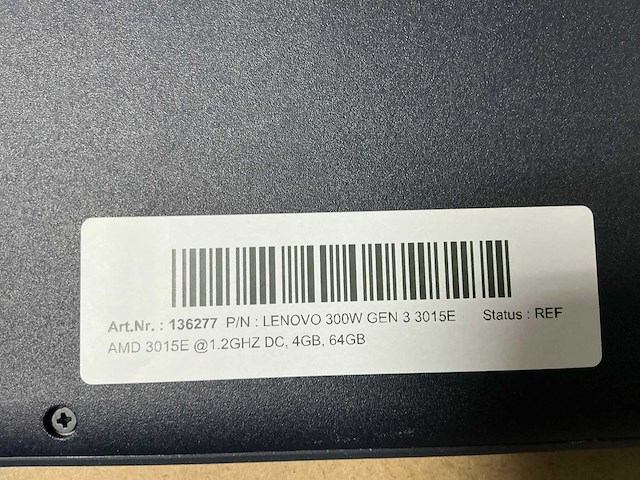 Art.Nr. : 136277 P/N : LENOVO 300W GEN 3 3015E Status : REF
AMD 3015E @1.2GHZ DC, 4GB, 64GB